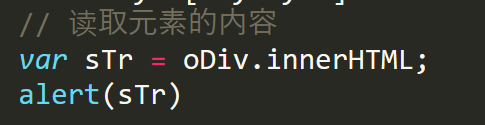 // 读取元素的内容
var sTr = oDiv.innerHTML;
alert(sTr)